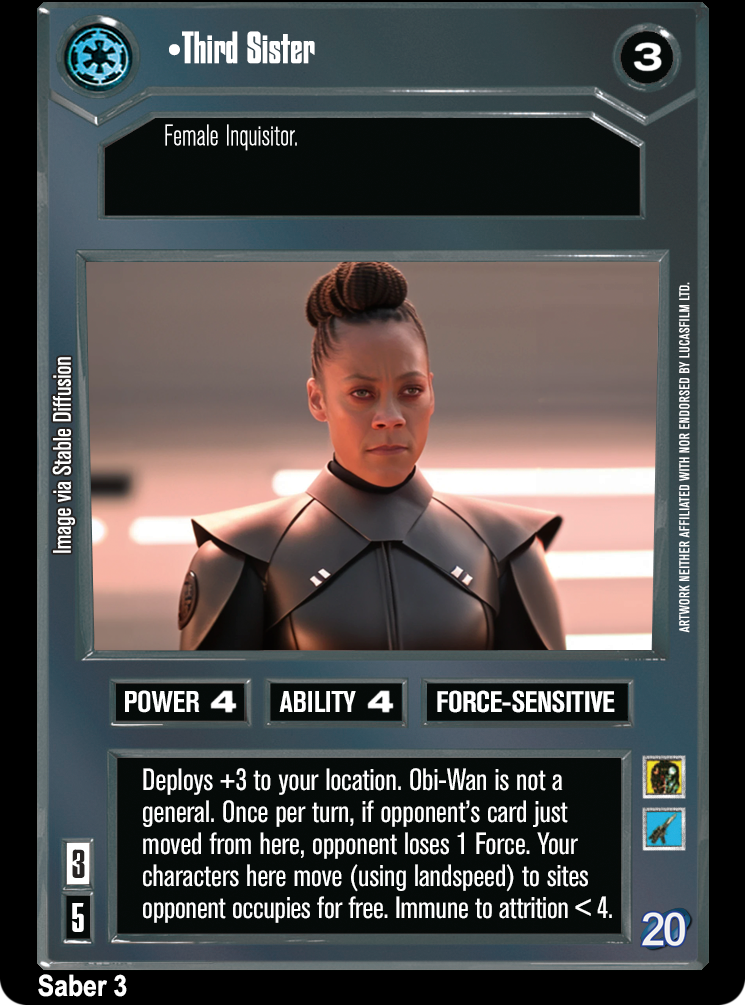 •Third Sister
3
Female Inquisitor.
Image via Stable Diffusion
ARTWORK NEITHER AFFILIATED WITH NOR ENDORSED BY LUCASFILM LTD.
POWER 4
ABILITY 4
FORCE-SENSITIVE
Deploys +3 to your location. Obi-Wan is not a
general. Once per turn, if opponent's card just
moved from here, opponent loses 1 Force. Your
characters here move (using landspeed) to sites
opponent occupies for free. Immune to attrition < 4.
3
5
20
Saber 3